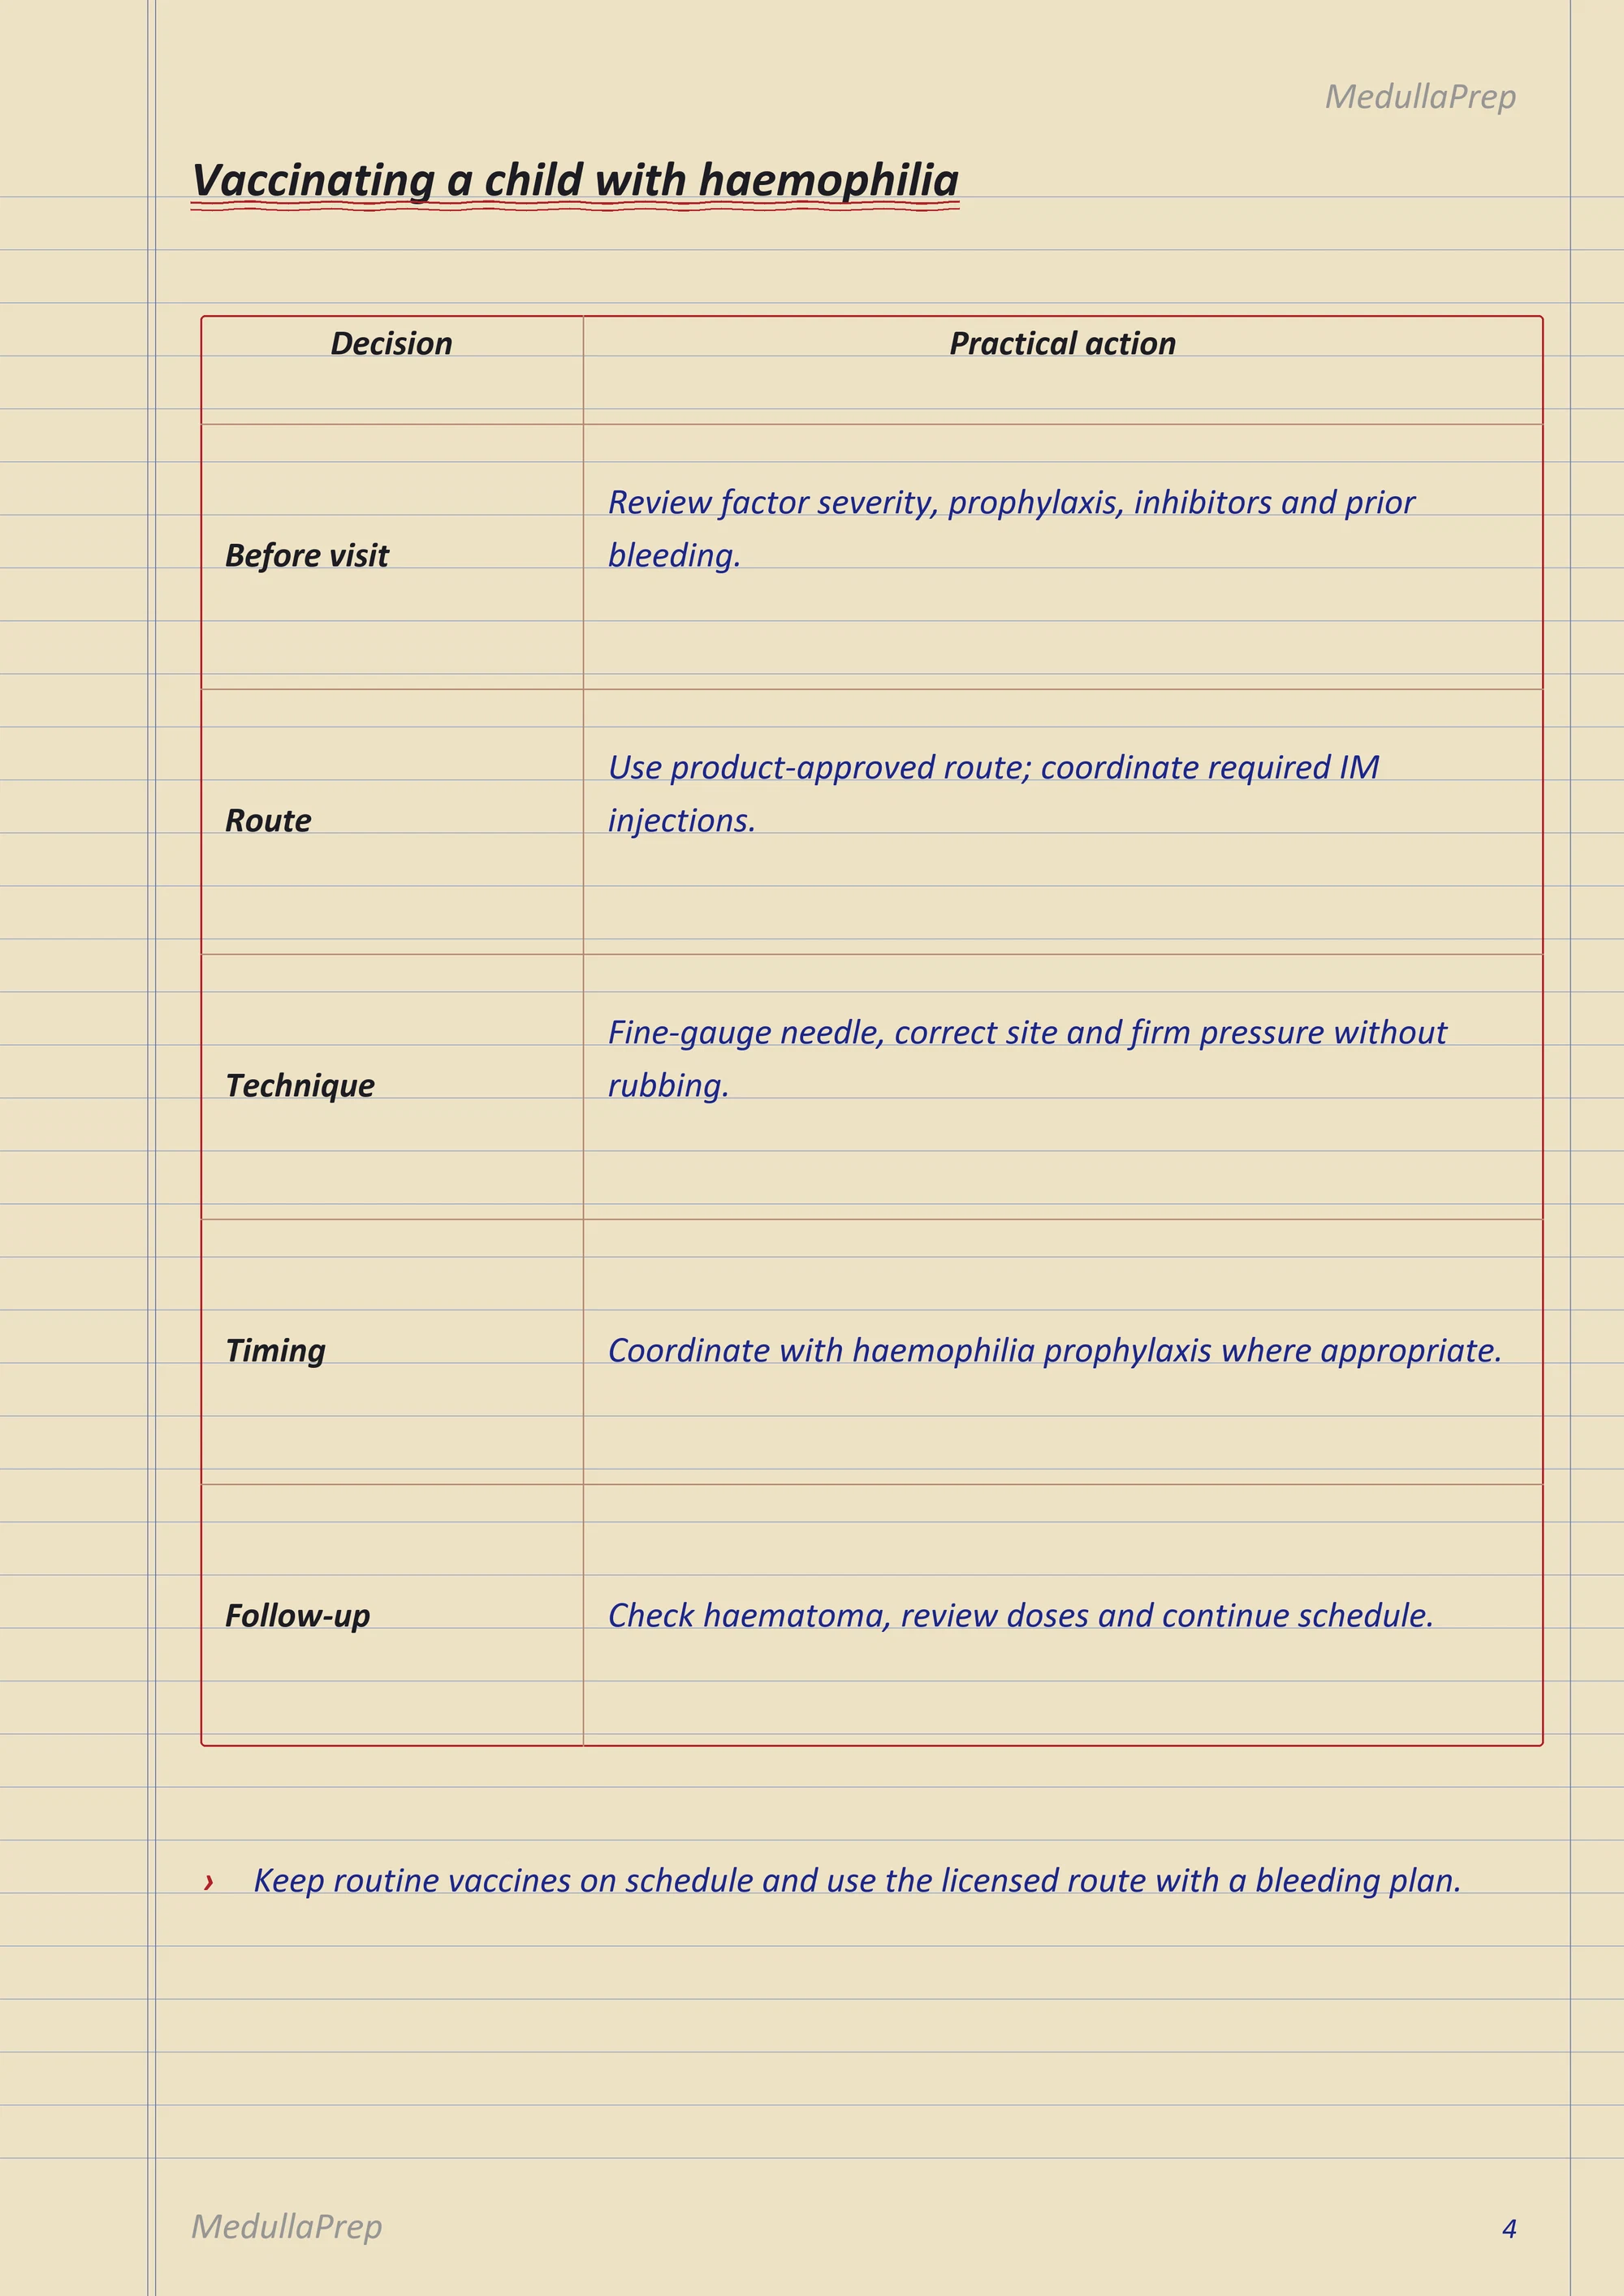 MedullaPrep
Vaccinating a child with haemophilia
Decision
Practical action
Before visit
Review factor severity, prophylaxis, inhibitors and prior
bleeding.
Route
Use product-approved route; coordinate required IM
injections.
Technique
Fine-gauge needle, correct site and firm pressure without
rubbing.
Timing
Coordinate with haemophilia prophylaxis where appropriate.
Follow-up
Check haematoma, review doses and continue schedule.
› Keep routine vaccines on schedule and use the licensed route with a bleeding plan.
MedullaPrep
4